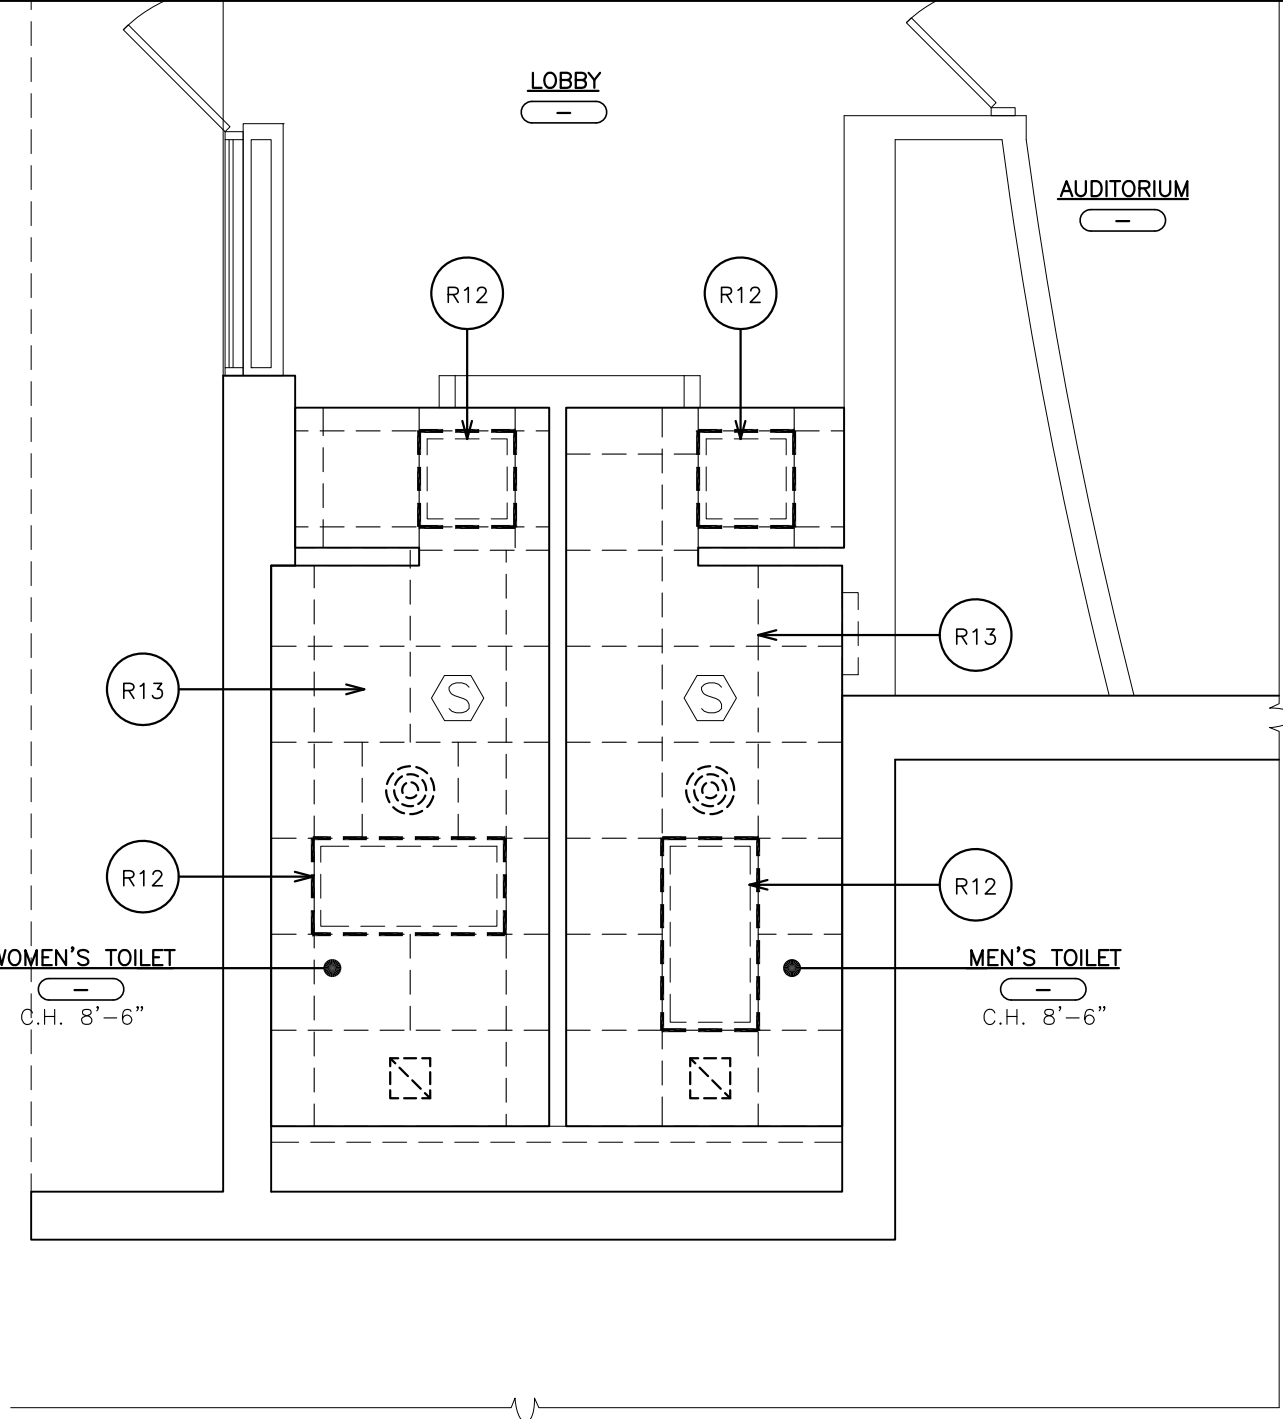 LOBBY
–
AUDITORIUM
–
R12
R12
R13
R13
S
S
R12
R12
WOMEN'S TOILET
–
C.H. 8'–6"
MEN'S TOILET
–
C.H. 8'–6"